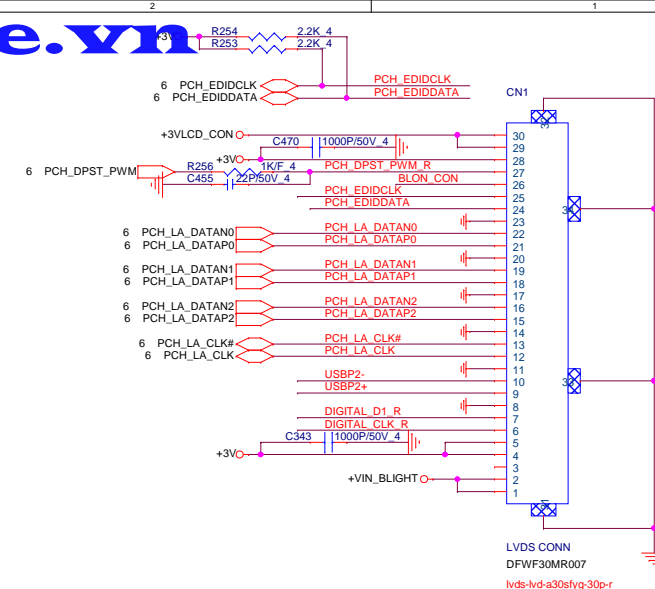 2 1
e.vn
+3V R254 2.2K_4
R253 2.2K_4
6 PCH_EDIDCLK PCH_EDIDCLK
6 PCH_EDIDDATA PCH_EDIDDATA
CN1
+3VLCD_CON 30
C470 1000P/50V_4 29
+3V 28
6 PCH_DPST_PWM R256 1K/F_4 PCH_DPST_PWM_R 27
C455 22P/50V_4 BLON_CON 26
PCH_EDIDCLK 25
PCH_EDIDDATA 24
23
6 PCH_LA_DATAN0 PCH_LA_DATAN0 22
6 PCH_LA_DATAP0 PCH_LA_DATAP0 21
20
6 PCH_LA_DATAN1 PCH_LA_DATAN1 19
6 PCH_LA_DATAP1 PCH_LA_DATAP1 18
17
6 PCH_LA_DATAN2 PCH_LA_DATAN2 16
6 PCH_LA_DATAP2 PCH_LA_DATAP2 15
14
6 PCH_LA_CLK# PCH_LA_CLK# 13
6 PCH_LA_CLK PCH_LA_CLK 12
11
USBP2- 10
USBP2+ 9
8
DIGITAL_D1_R 7
DIGITAL_CLK_R 6
C343 1000P/50V_4 5
+3V 4
3
+VIN_BLIGHT 2
1
32
34
33
31
LVDS CONN
DFWF30MR007
lvds-lvd-a30sfyg-30p-r